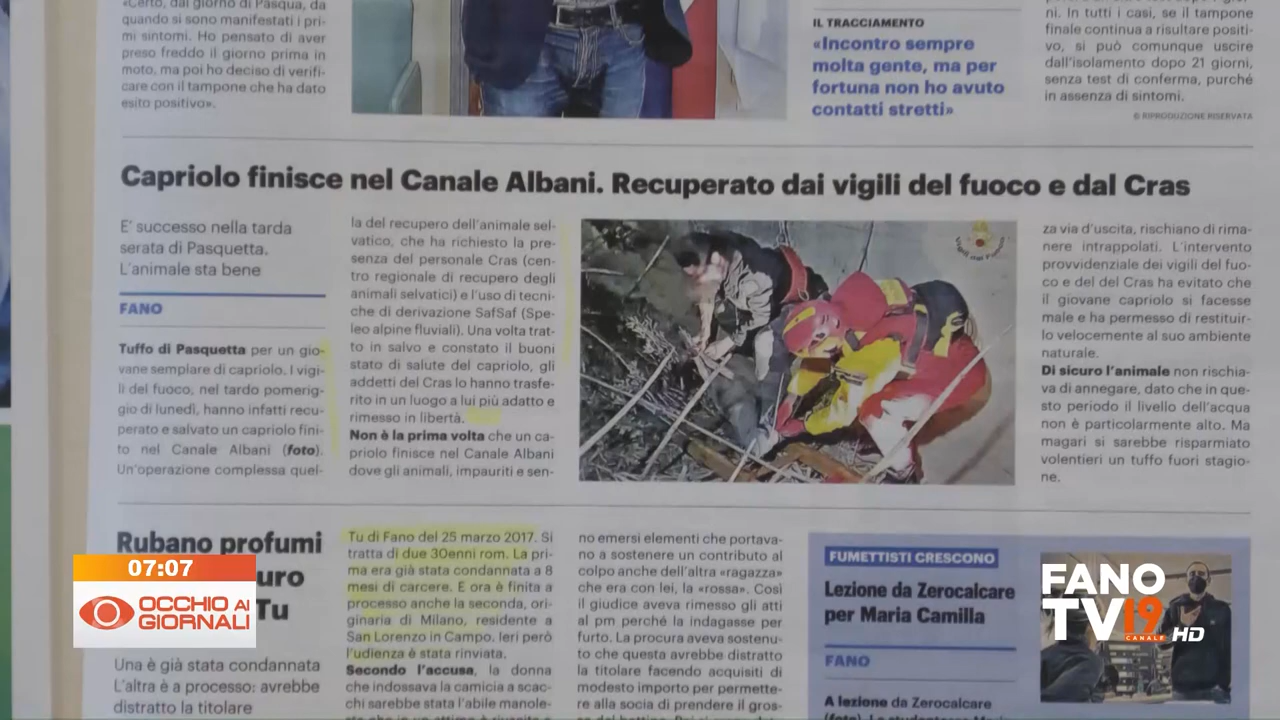 «Certo, dal giorno di Pasqua, da
quando si sono manifestati i pri-
mi sintomi. Ho pensato di aver
preso freddo il giorno prima in
moto, ma poi ho deciso di verifi-
care con il tampone che ha dato
esito positivo».
IL TRACCIAMENTO
«Incontro sempre
molta gente, ma per
fortuna non ho avuto
contatti stretti»
ni. In tutti i casi, se il tampone
finale continua a risultare positi-
vo, si può comunque uscire
dall'isolamento dopo 21 giorni,
senza test di conferma, purché
in assenza di sintomi.
© RIPRODUZIONE RISERVATA
Capriolo finisce nel Canale Albani. Recuperato dai vigili del fuoco e dal Cras
E' successo nella tarda
serata di Pasquetta.
L'animale sta bene
FANO
Tuffo di Pasquetta per un gio-
vane semplare di capriolo. I vigi-
li del fuoco, nel tardo pomerig-
gio di lunedì, hanno infatti recu-
perato e salvato un capriolo fini-
to nel Canale Albani (foto).
Un'operazione complessa quel-
la del recupero dell'animale sel-
vatico, che ha richiesto la pre-
senza del personale Cras (cen-
tro regionale di recupero degli
animali selvatici) e l'uso di tecni-
che di derivazione SafSaf (Spe-
leo alpine fluviali). Una volta trat-
to in salvo e constato il buoni
stato di salute del capriolo, gli
addetti del Cras lo hanno trasfe-
rito in un luogo a lui più adatto e
rimesso in libertà.
Non è la prima volta che un ca-
priolo finisce nel Canale Albani
dove gli animali, impauriti e sen-
Vigili del Fuoco
za via d'uscita, rischiano di rima-
nere intrappolati. L'intervento
provvidenziale dei vigili del fuo-
co e del del Cras ha evitato che
il giovane capriolo si facesse
male e ha permesso di restituir-
lo velocemente al suo ambiente
naturale.
Di sicuro l'animale non rischia-
va di annegare, dato che in que-
sto periodo il livello dell'acqua
non è particolarmente alto. Ma
magari si sarebbe risparmiato
volentieri un tuffo fuori stagio-
ne.
Rubano profumi
uro
Tu
Una è già stata condannata
L'altra è a processo: avrebbe
distratto la titolare
Tu di Fano del 25 marzo 2017. Si
tratta di due 30enni rom. La pri-
ma era già stata condannata a 8
mesi di carcere. E ora è finita a
processo anche la seconda, ori-
ginaria di Milano, residente a
San Lorenzo in Campo. Ieri però
l'udienza è stata rinviata.
Secondo l'accusa, la donna
che indossava la camicia a scac-
chi sarebbe stata l'abile manole-
no emersi elementi che portava-
no a sostenere un contributo al
colpo anche dell'altra «ragazza»
che era con lei, la «rossa». Così
il giudice aveva rimesso gli atti
al pm perché la indagasse per
furto. La procura aveva sostenu-
to che questa avrebbe distratto
la titolare facendo acquisti di
modesto importo per permette-
re alla socia di prendere il gros-
FUMETTISTI CRESCONO
Lezione da Zerocalcare
per Maria Camilla
FANO
A lezione da Zerocalcare
07:07
OCCHIO AI
GIORNALI
FANO
TV19
CANALE HD